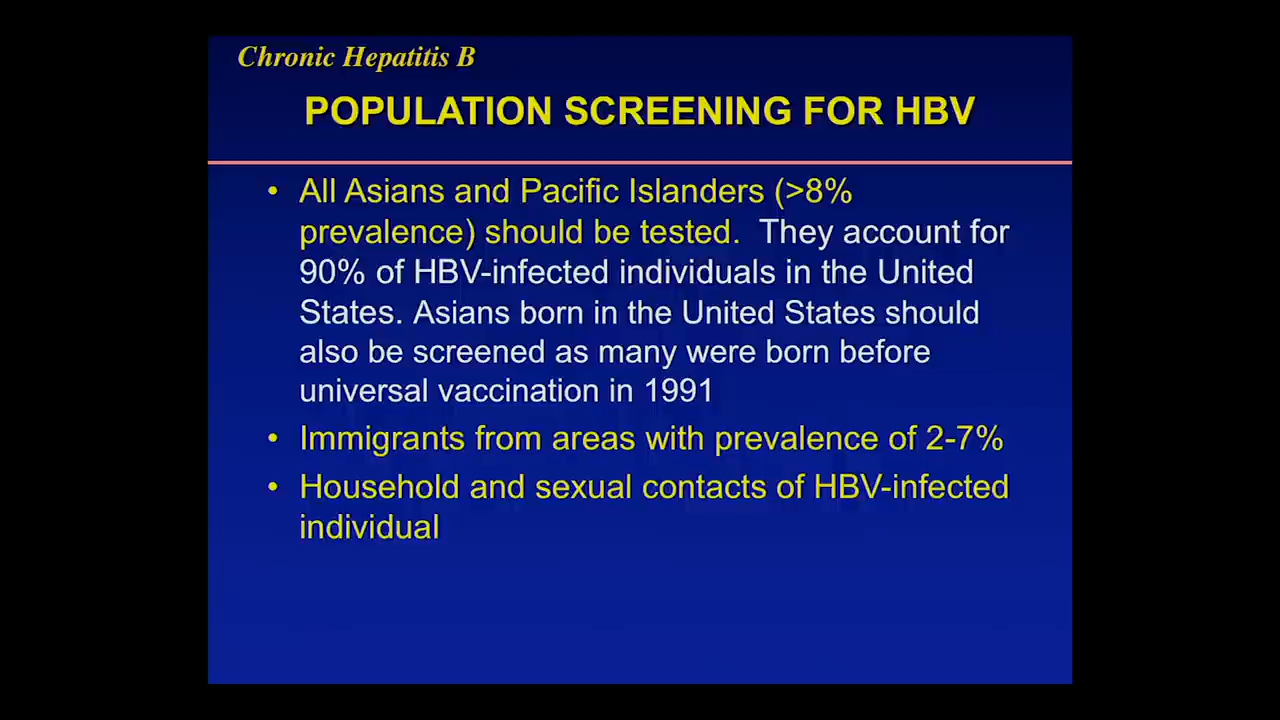 Chronic Hepatitis B
POPULATION SCREENING FOR HBV
• All Asians and Pacific Islanders (>8%
prevalence) should be tested. They account for
90% of HBV-infected individuals in the United
States. Asians born in the United States should
also be screened as many were born before
universal vaccination in 1991
• Immigrants from areas with prevalence of 2-7%
• Household and sexual contacts of HBV-infected
individual